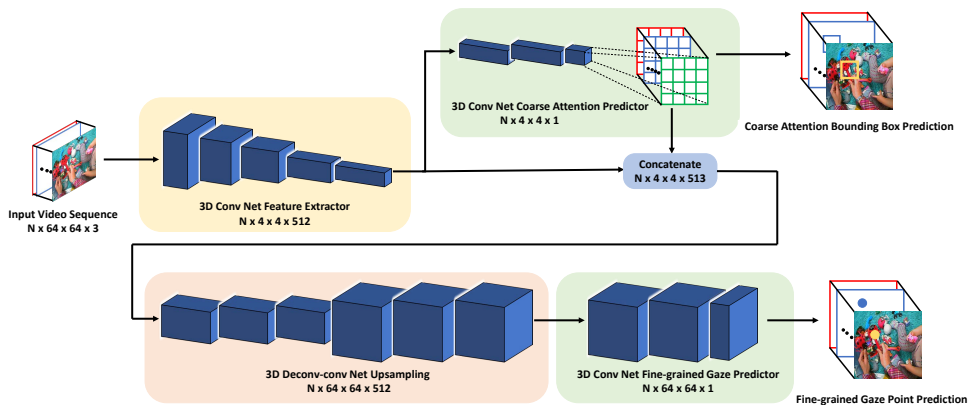 3D Conv Net Coarse Attention Predictor
N x 4 x 4 x 1
Coarse Attention Bounding Box Prediction
Concatenate
N x 4 x 4 x 513
3D Conv Net Feature Extractor
N x 4 x 4 x 512
Input Video Sequence
N x 64 x 64 x 3
3D Deconv-conv Net Upsampling
N x 64 x 64 x 512
3D Conv Net Fine-grained Gaze Predictor
N x 64 x 64 x 1
Fine-grained Gaze Point Prediction